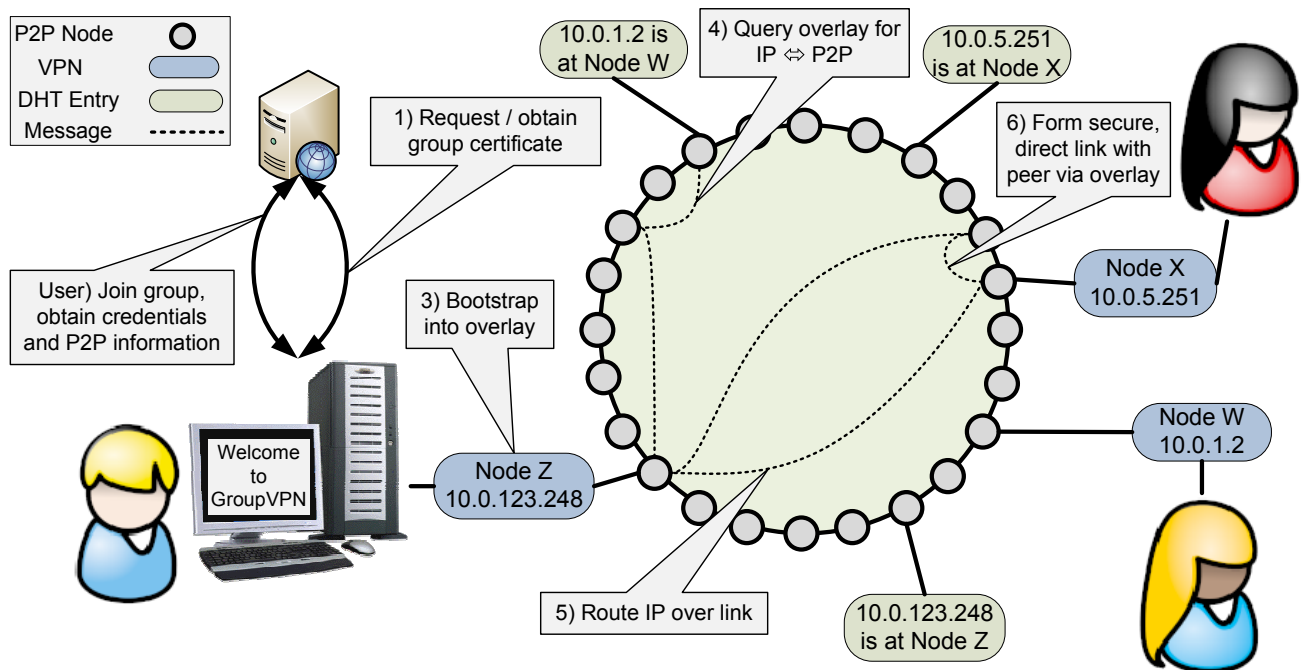 P2P Node
VPN
DHT Entry
Message
1) Request / obtain
group certificate
User) Join group,
obtain credentials
and P2P information
3) Bootstrap
into overlay
Welcome
to
GroupVPN
Node Z
10.0.123.248
10.0.1.2 is
at Node W
4) Query overlay for
IP ⇔ P2P
10.0.5.251
is at Node X
6) Form secure,
direct link with
peer via overlay
Node X
10.0.5.251
Node W
10.0.1.2
5) Route IP over link
10.0.123.248
is at Node Z